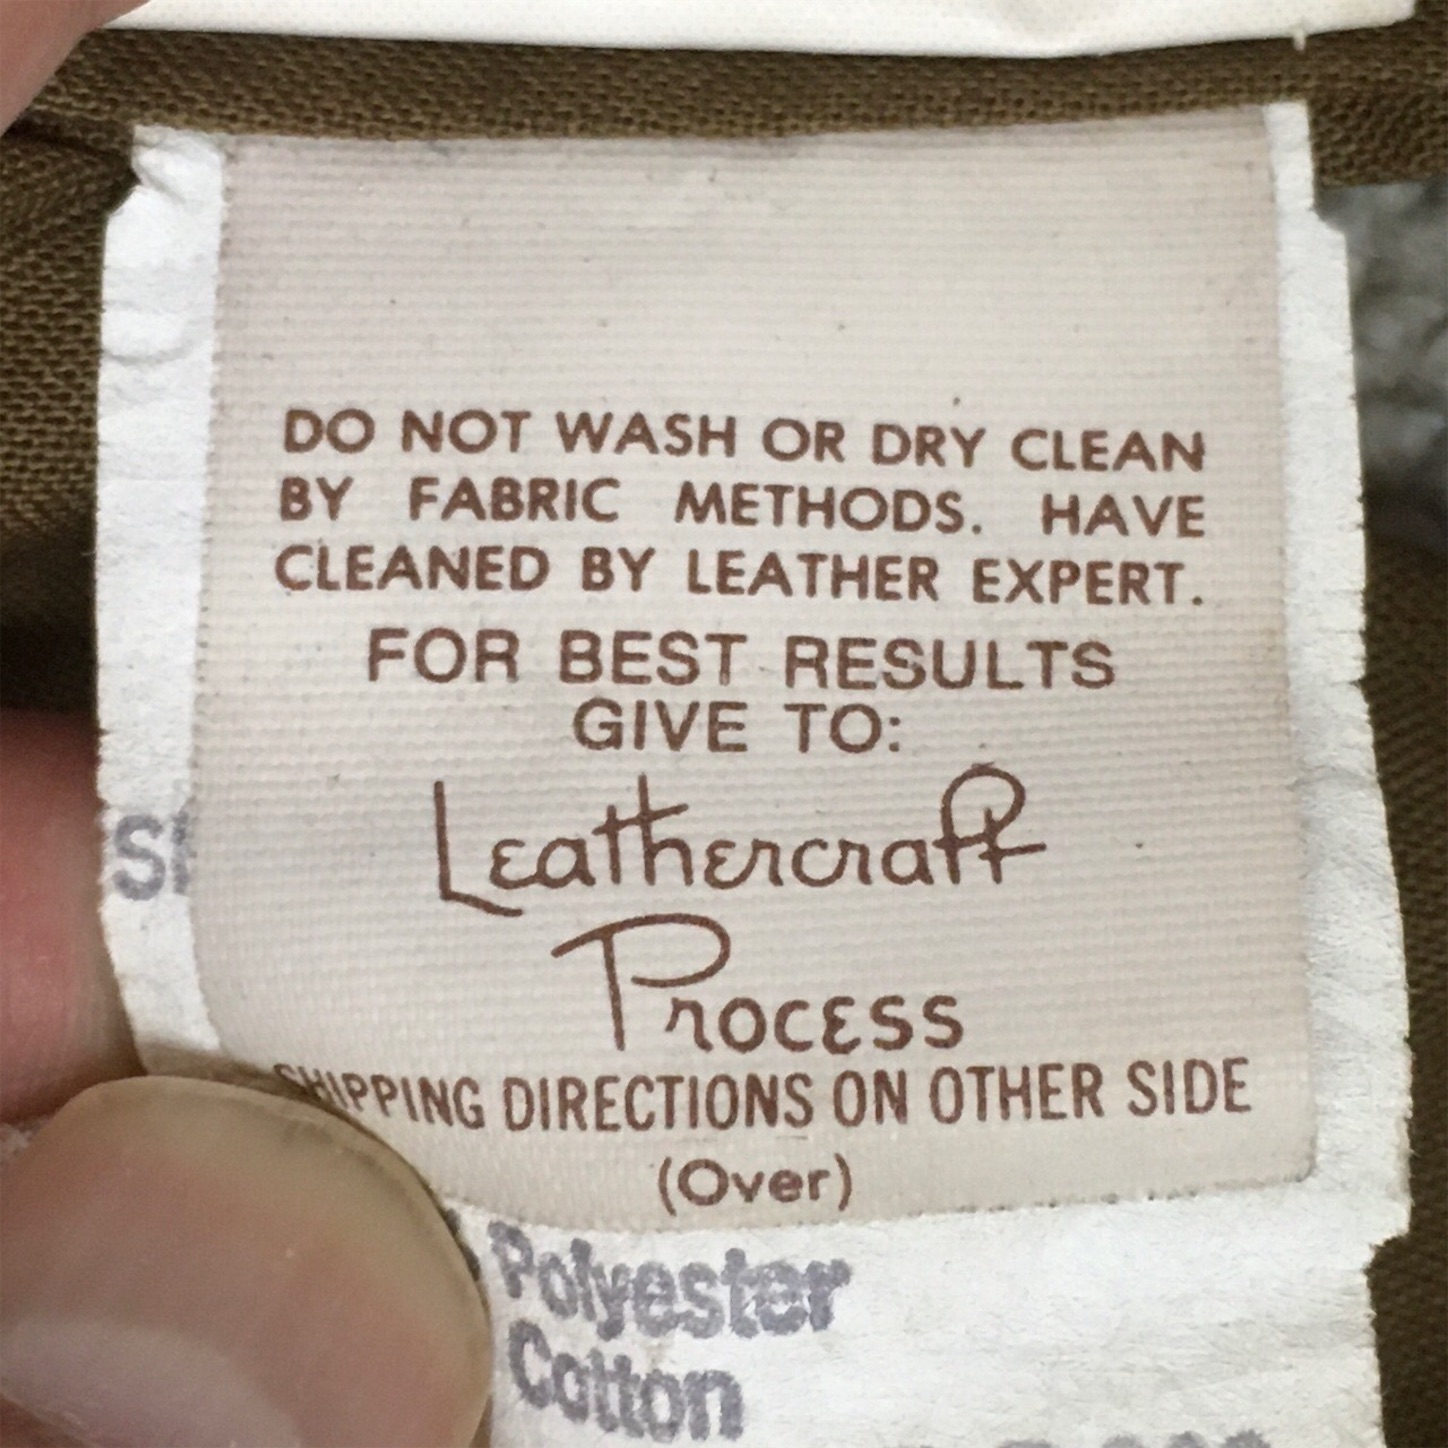 DO NOT WASH OR DRY CLEAN
BY FABRIC METHODS. HAVE
CLEANED BY LEATHER EXPERT.
FOR BEST RESULTS
GIVE TO:
Leathercraft
Process
SHIPPING DIRECTIONS ON OTHER SIDE
(Over)
Polyester
Cotton